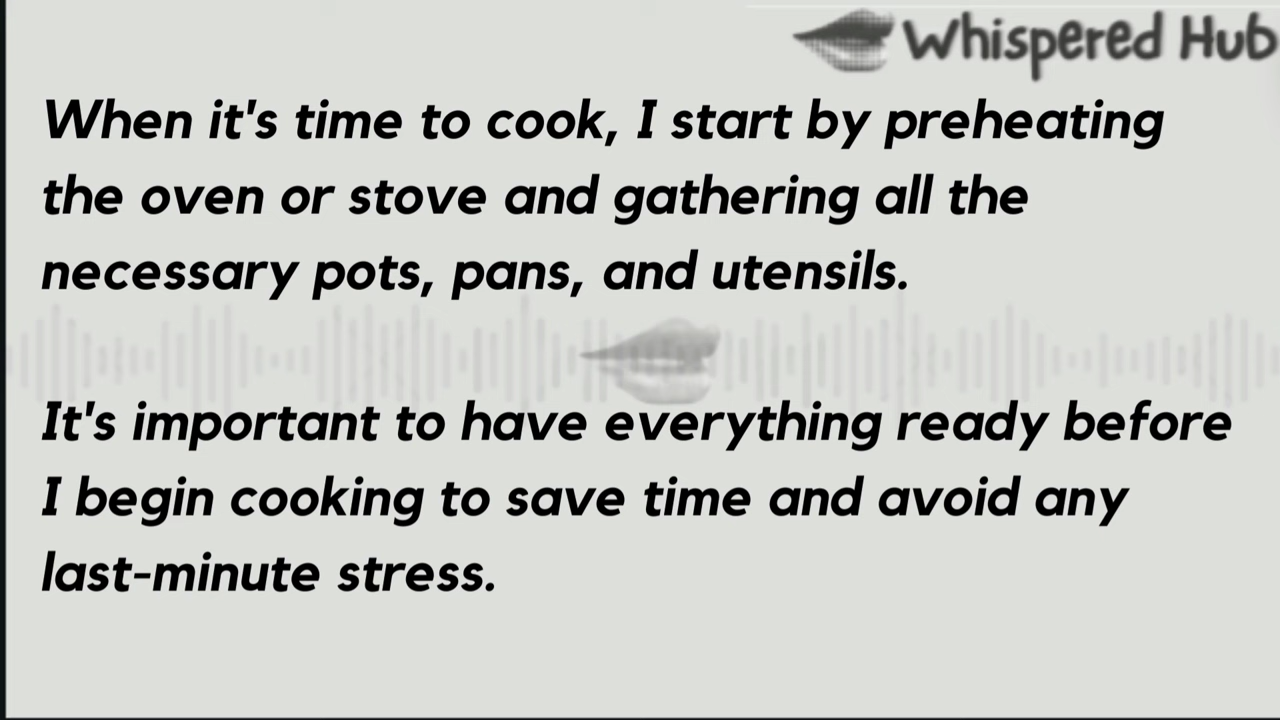 Whispered Hub
When it's time to cook, I start by preheating
the oven or stove and gathering all the
necessary pots, pans, and utensils.
It's important to have everything ready before
I begin cooking to save time and avoid any
last-minute stress.